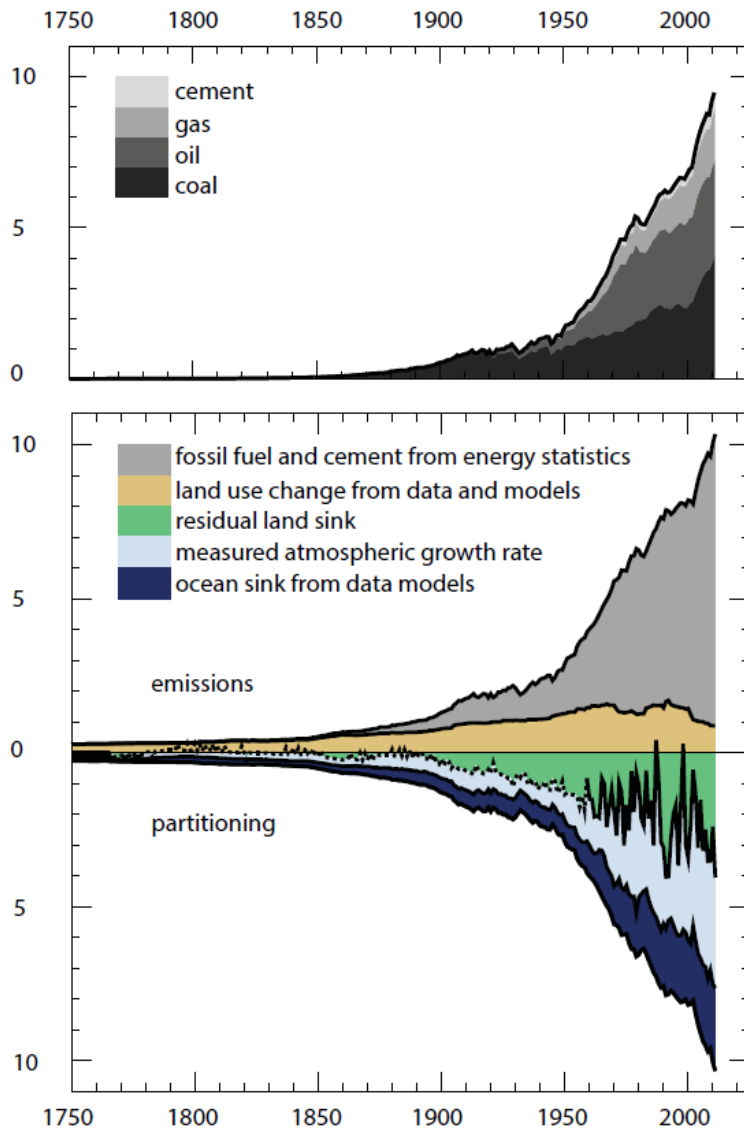 1750 1800 1850 1900 1950 2000
10
cement
gas
oil
coal
5
0
10
fossil fuel and cement from energy statistics
land use change from data and models
residual land sink
measured atmospheric growth rate
ocean sink from data models
5
emissions
0
partitioning
5
10
1750 1800 1850 1900 1950 2000